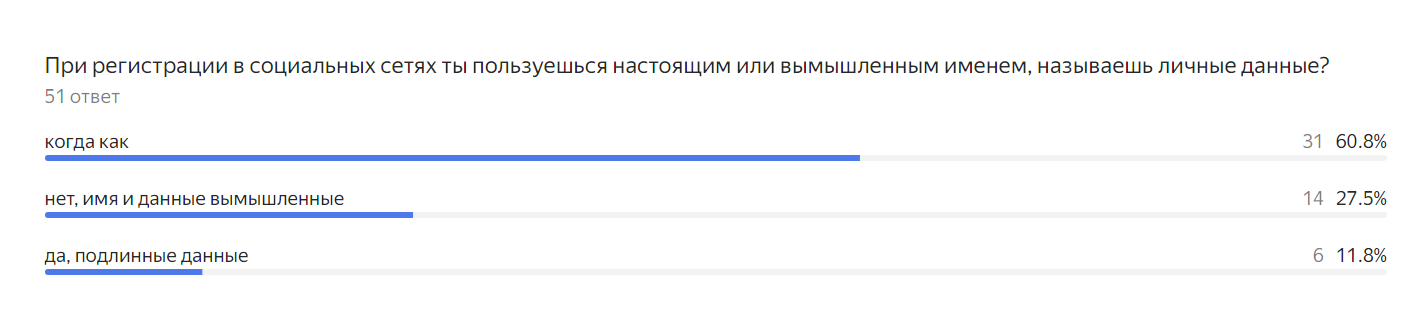 При регистрации в социальных сетях ты пользуешься настоящим или вымышленным именем, называешь личные данные?
51 ответ
когда как 31 60.8%
нет, имя и данные вымышленные 14 27.5%
да, подлинные данные 6 11.8%